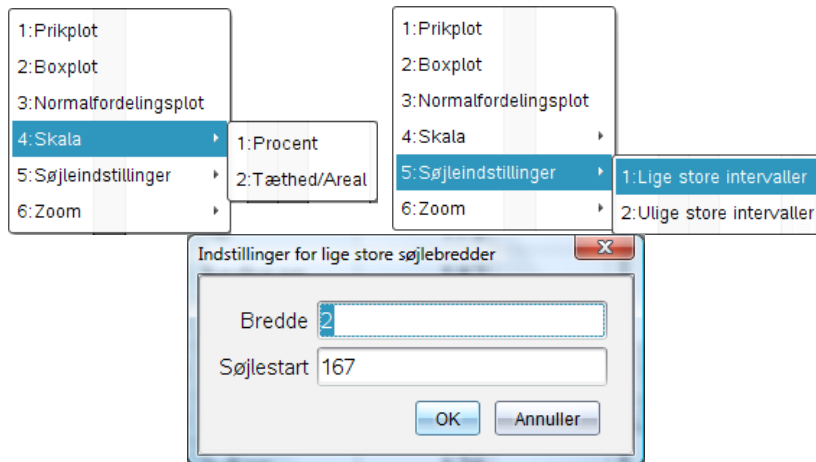 1:Prikplot
2:Boxplot
3:Normalfordelingsplot
4:Skala
5:Søjleindstillinger
6:Zoom
1:Procent
2:Tæthed/Areal
1:Prikplot
2:Boxplot
3:Normalfordelingsplot
4:Skala
5:Søjleindstillinger
6:Zoom
1:Lige store intervaller
2:Ulige store intervaller
Indstillinger for lige store søjlebredder
Bredde 2
Søjlestart 167
OK Annuller